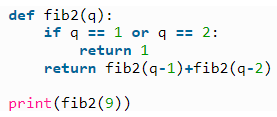 def fib2(q):
    if q == 1 or q == 2:
        return 1
    return fib2(q-1)+fib2(q-2)

print(fib2(9))